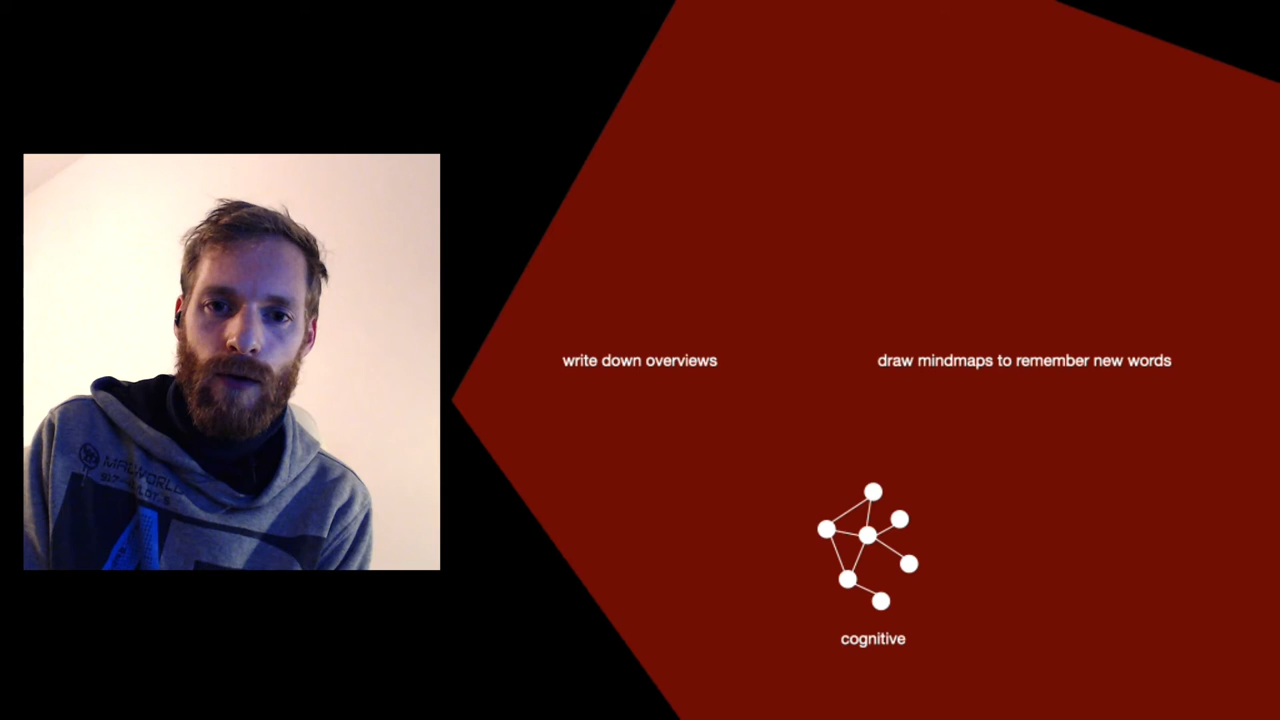 write down overviews
draw mindmaps to remember new words
cognitive